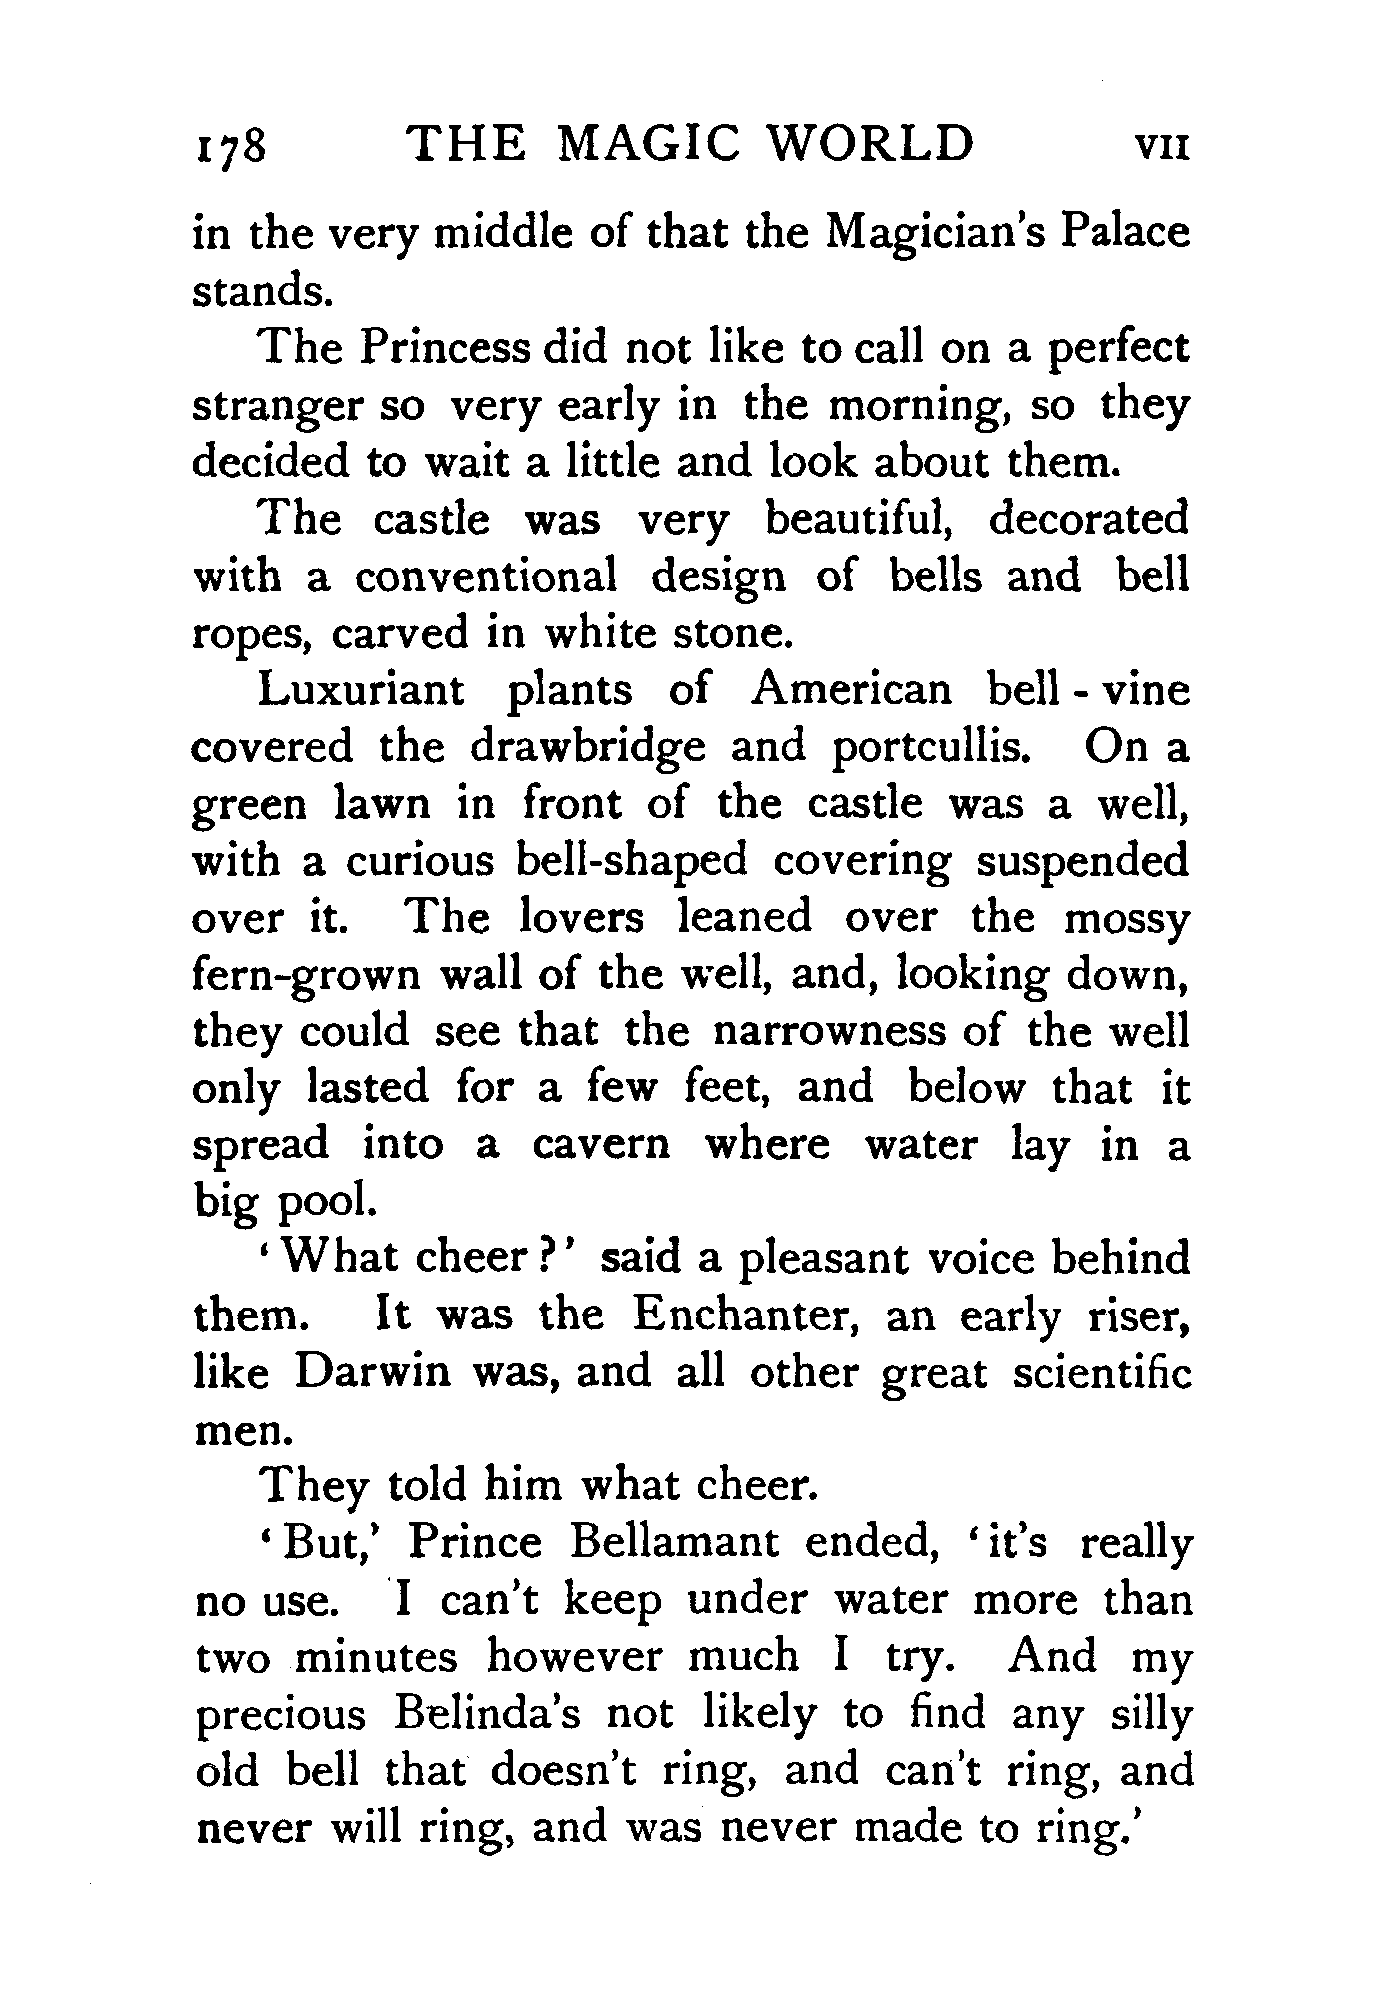 178 THE MAGIC WORLD VII
in the very middle of that the Magician's Palace
stands.
The Princess did not like to call on a perfect
stranger so very early in the morning, so they
decided to wait a little and look about them.
The castle was very beautiful, decorated
with a conventional design of bells and bell
ropes, carved in white stone.
Luxuriant plants of American bell-vine
covered the drawbridge and portcullis. On a
green lawn in front of the castle was a well,
with a curious bell-shaped covering suspended
over it. The lovers leaned over the mossy
fern-grown wall of the well, and, looking down,
they could see that the narrowness of the well
only lasted for a few feet, and below that it
spread into a cavern where water lay in a
big pool.
‘What cheer?’ said a pleasant voice behind
them. It was the Enchanter, an early riser,
like Darwin was, and all other great scientific
men.
They told him what cheer.
‘But,’ Prince Bellamant ended, ‘it's really
no use. I can't keep under water more than
two minutes however much I try. And my
precious Belinda's not likely to find any silly
old bell that doesn't ring, and can't ring, and
never will ring, and was never made to ring.’